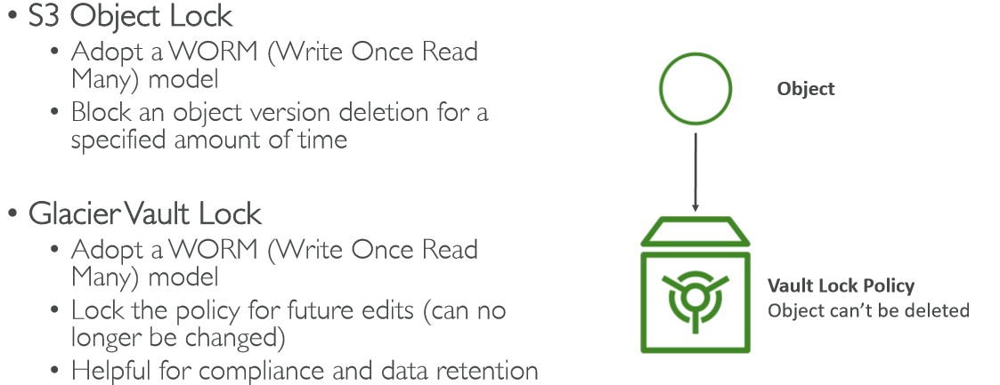 • S3 Object Lock
• Adopt a WORM (Write Once Read
Many) model
• Block an object version deletion for a
specified amount of time
• Glacier Vault Lock
• Adopt a WORM (Write Once Read
Many) model
• Lock the policy for future edits (can no
longer be changed)
• Helpful for compliance and data retention
Object
Vault Lock Policy
Object can't be deleted